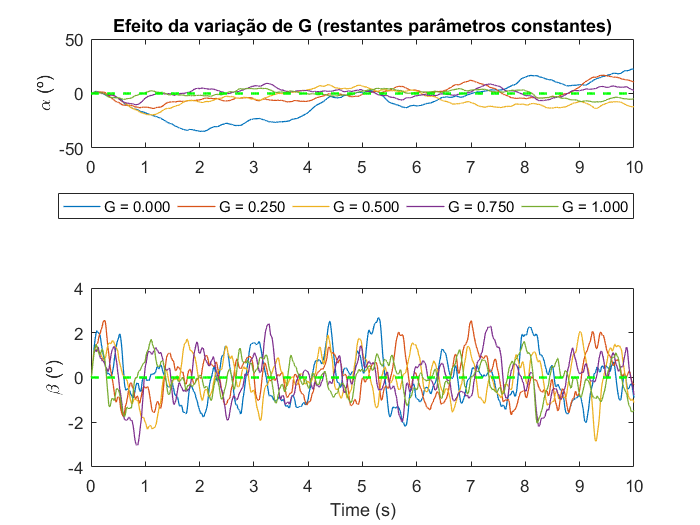 Efeito da variação de G (restantes parâmetros constantes)
50
0
-50
α (º)
0 1 2 3 4 5 6 7 8 9 10
G = 0.000 G = 0.250 G = 0.500 G = 0.750 G = 1.000
4
2
0
-2
-4
β (º)
0 1 2 3 4 5 6 7 8 9 10
Time (s)